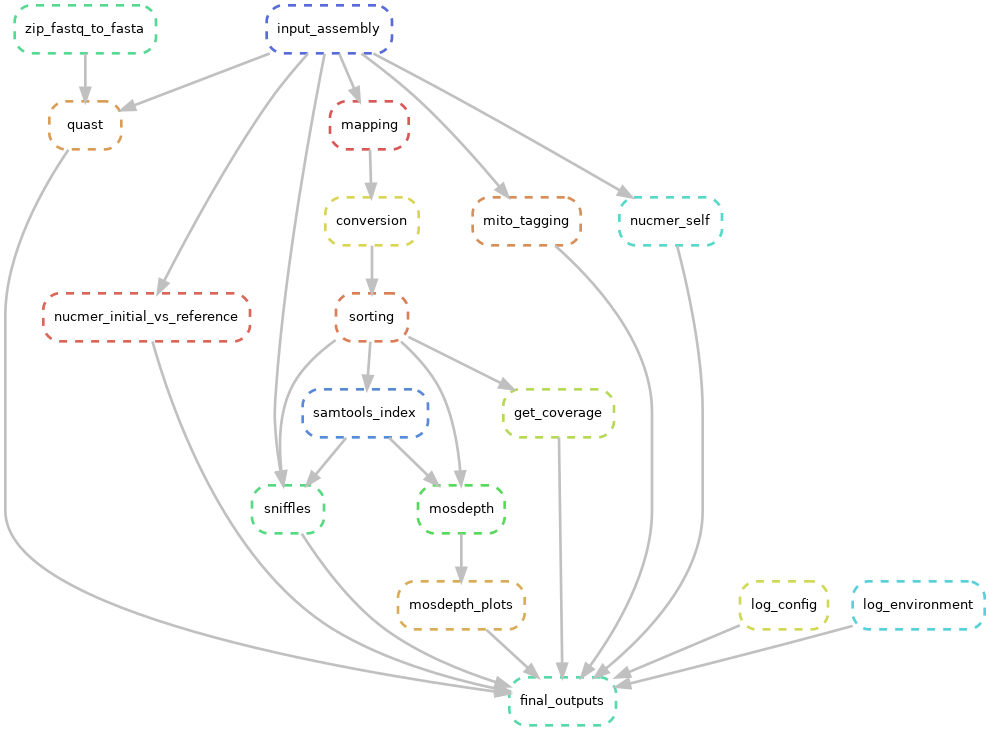 zip_fastq_to_fasta
input_assembly
quast
mapping
conversion
mito_tagging
nucmer_self
nucmer_initial_vs_reference
sorting
samtools_index
get_coverage
sniffles
mosdepth
mosdepth_plots
log_config
log_environment
final_outputs